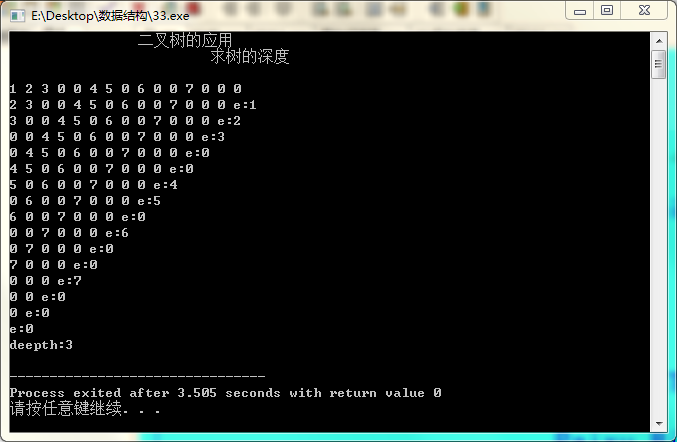 E:\Desktop\数据结构\33.exe
二叉树的应用
求树的深度
1 2 3 0 0 4 5 0 6 0 0 7 0 0 0
2 3 0 0 4 5 0 6 0 0 7 0 0 0 e:1
3 0 0 4 5 0 6 0 0 7 0 0 0 e:2
0 0 4 5 0 6 0 0 7 0 0 0 e:3
0 4 5 0 6 0 0 7 0 0 0 e:0
4 5 0 6 0 0 7 0 0 0 e:0
5 0 6 0 0 7 0 0 0 e:4
0 6 0 0 7 0 0 0 e:5
6 0 0 7 0 0 0 e:0
0 0 7 0 0 0 e:6
0 7 0 0 0 e:0
7 0 0 0 e:0
0 0 0 e:7
0 0 e:0
0 e:0
e:0
deepth:3
--------------------------------
Process exited after 3.505 seconds with return value 0
请按任意键继续. . .